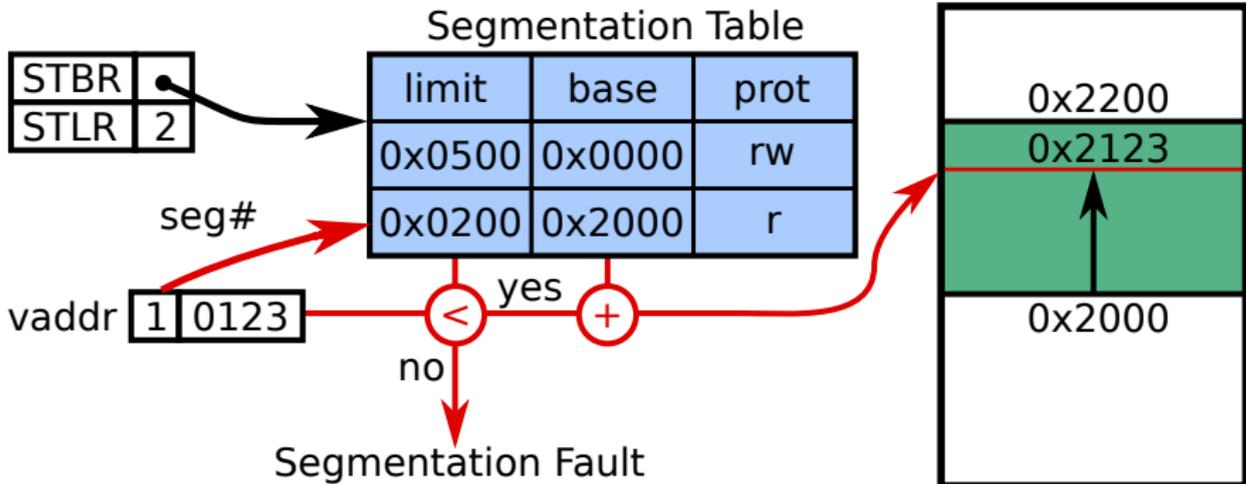 Segmentation Table
STBR
STLR 2
limit base prot
0x0500 0x0000 rw
0x0200 0x2000 r
seg#
vaddr 1 0123
< yes +
no
Segmentation Fault
0x2200
0x2123
0x2000